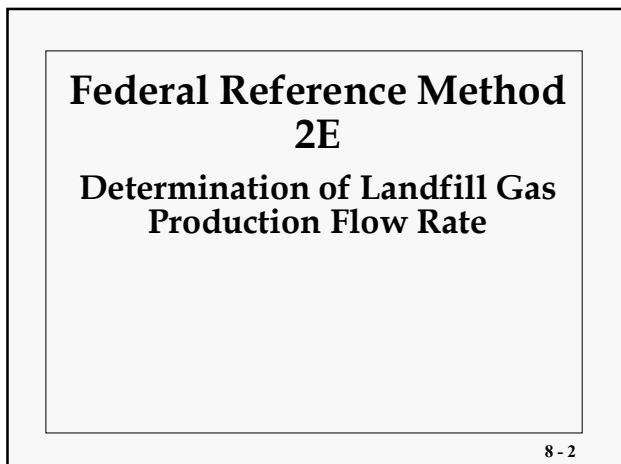 Federal Reference Method
2E
Determination of Landfill Gas
Production Flow Rate
8 - 2